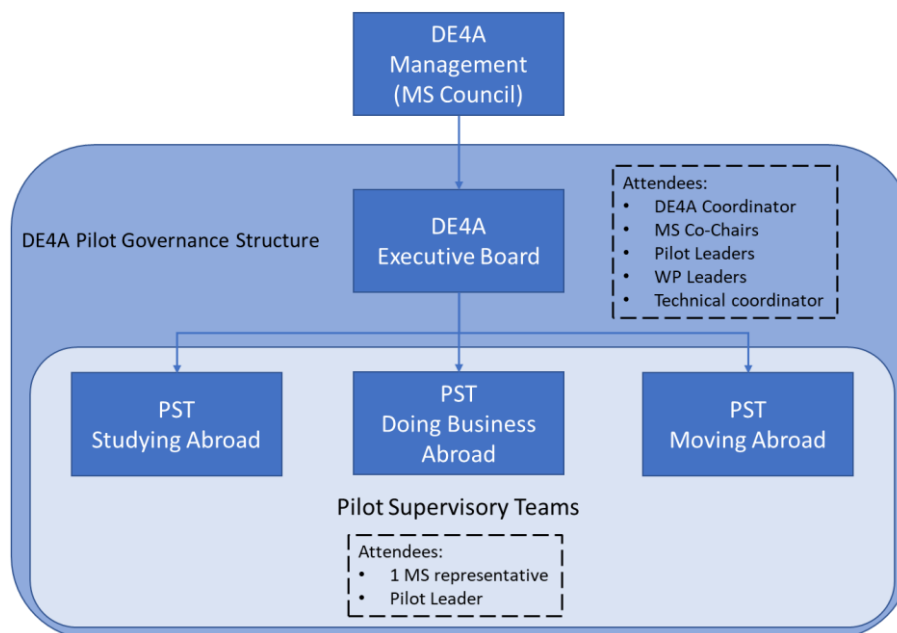 DE4A
Management
(MS Council)
Attendees:
• DE4A Coordinator
• MS Co-Chairs
• Pilot Leaders
• WP Leaders
• Technical coordinator
DE4A Pilot Governance Structure
DE4A
Executive Board
PST
Studying Abroad
PST
Doing Business
Abroad
PST
Moving Abroad
Pilot Supervisory Teams
Attendees:
• 1 MS representative
• Pilot Leader